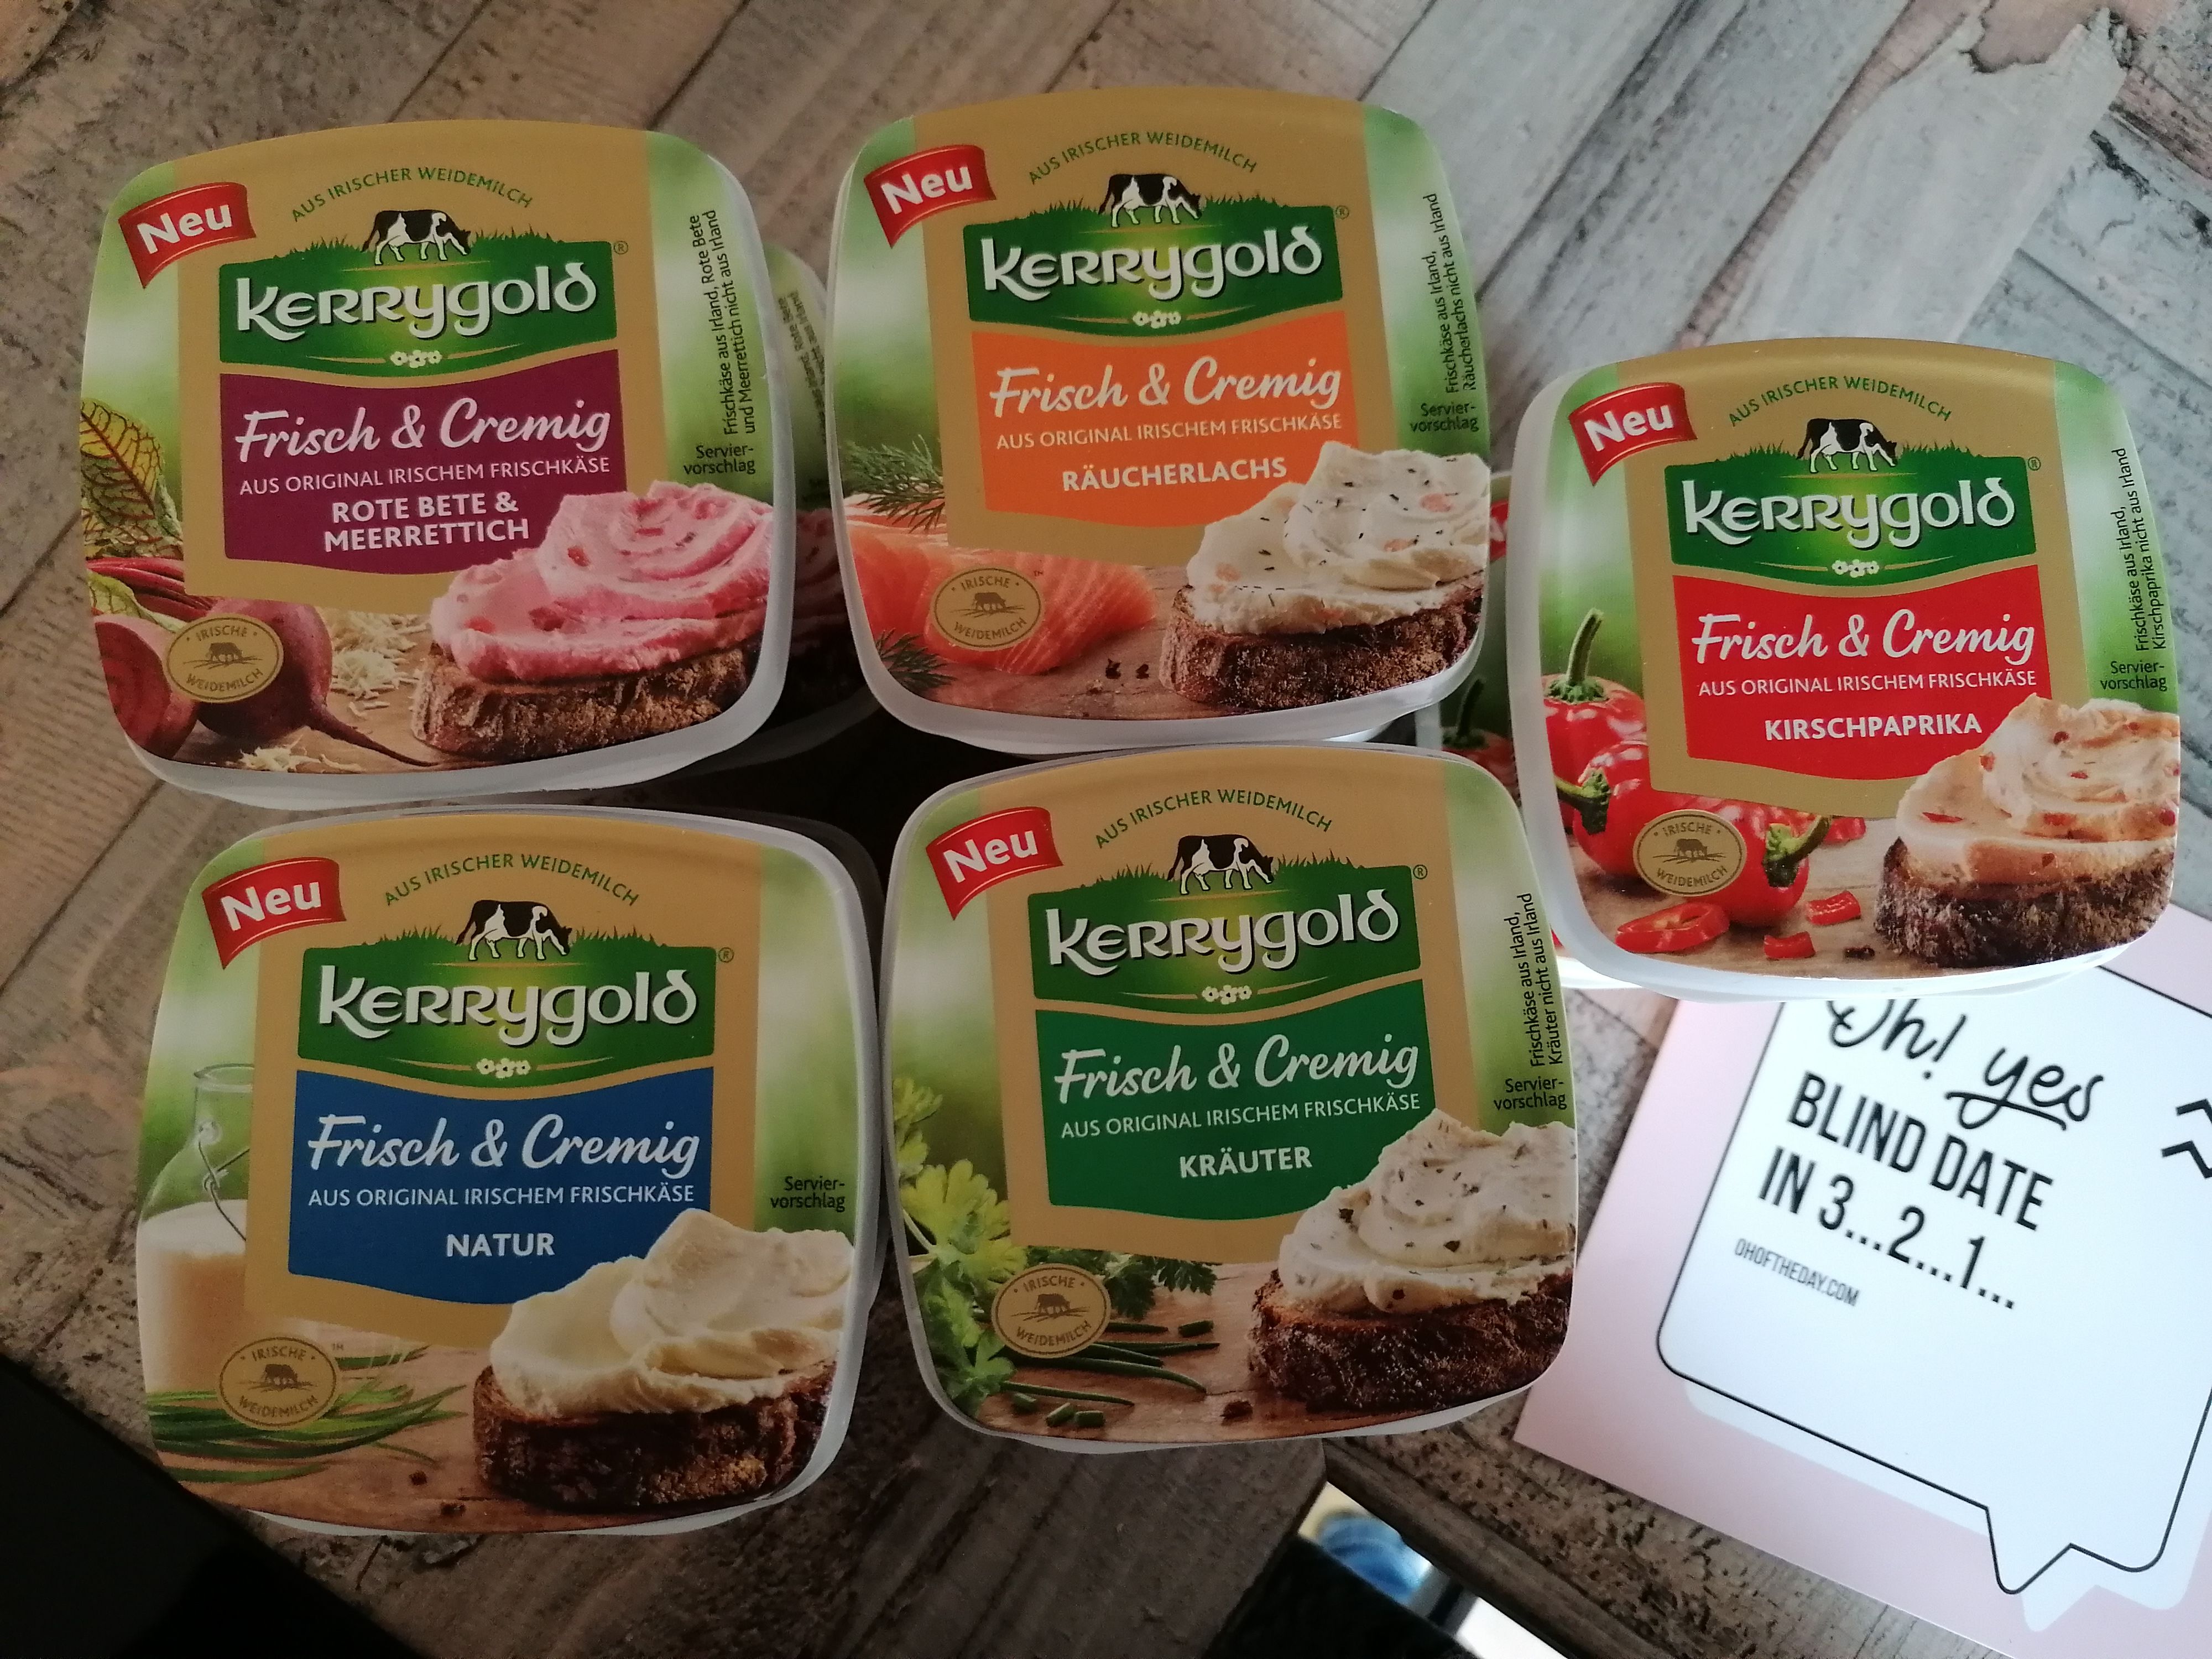 Neu
AUS IRISCHER WEIDEMILCH
Kerrygold®
Frisch & Cremig
AUS ORIGINAL IRISCHEM FRISCHKÄSE
ROTE BETE &
MEERRETTICH
Frischkäse aus Irland, Rote Bete
und Meerrettich nicht aus Irland
Servier-
vorschlag
IRISCHE
WEIDEMILCH
Neu
AUS IRISCHER WEIDEMILCH
Kerrygold®
Frisch & Cremig
AUS ORIGINAL IRISCHEM FRISCHKÄSE
RÄUCHERLACHS
Frischkäse aus Irland,
Räucherlachs nicht aus Irland
Servier-
vorschlag
IRISCHE
WEIDEMILCH
TM
Neu
AUS IRISCHER WEIDEMILCH
Kerrygold®
Frisch & Cremig
AUS ORIGINAL IRISCHEM FRISCHKÄSE
KIRSCHPAPRIKA
Frischkäse aus Irland,
Kirschpaprika nicht aus Irland
Servier-
vorschlag
IRISCHE
WEIDEMILCH
Neu
AUS IRISCHER WEIDEMILCH
Kerrygold®
Frisch & Cremig
AUS ORIGINAL IRISCHEM FRISCHKÄSE
NATUR
Servier-
vorschlag
IRISCHE
WEIDEMILCH
TM
Neu
AUS IRISCHER WEIDEMILCH
Kerrygold®
Frisch & Cremig
AUS ORIGINAL IRISCHEM FRISCHKÄSE
KRÄUTER
Frischkäse aus Irland,
Kräuter nicht aus Irland
Servier-
vorschlag
IRISCHE
WEIDEMILCH
Oh! yes
BLIND DATE
IN 3...2...1...
OHOFTHEDAY.COM